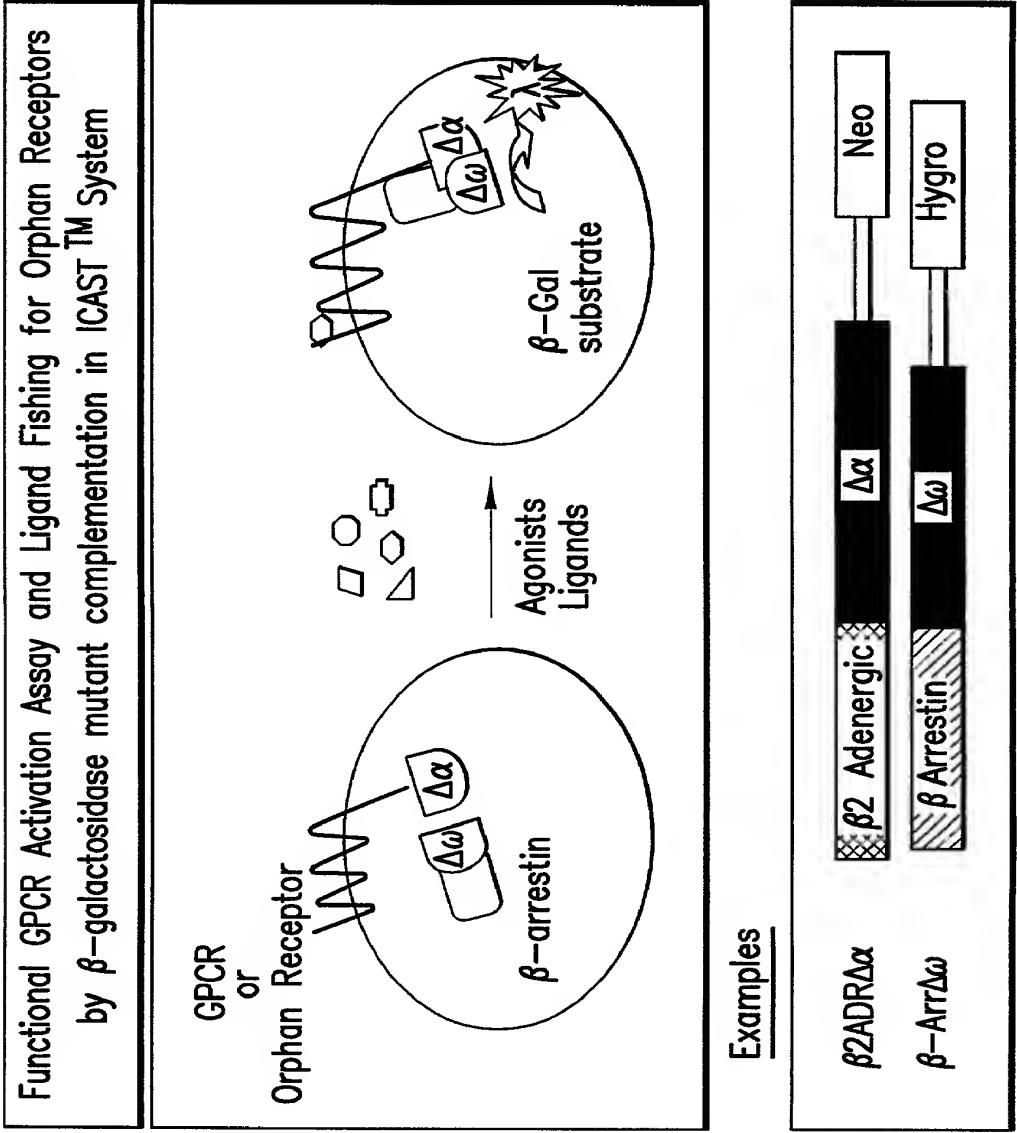 Functional GPCR Activation Assay and Ligand Fishing for Orphan Receptors
by β-galactosidase mutant complementation in ICAST™ System
GPCR
or
Orphan Receptor
Δω
Δα
β-arrestin
Agonists
Ligands
Δα
Δω
β-Gal
substrate
Examples
β2ADRΔα
β2 Adenergic
Δα
Neo
β-ArrΔω
β Arrestin
Δω
Hygro